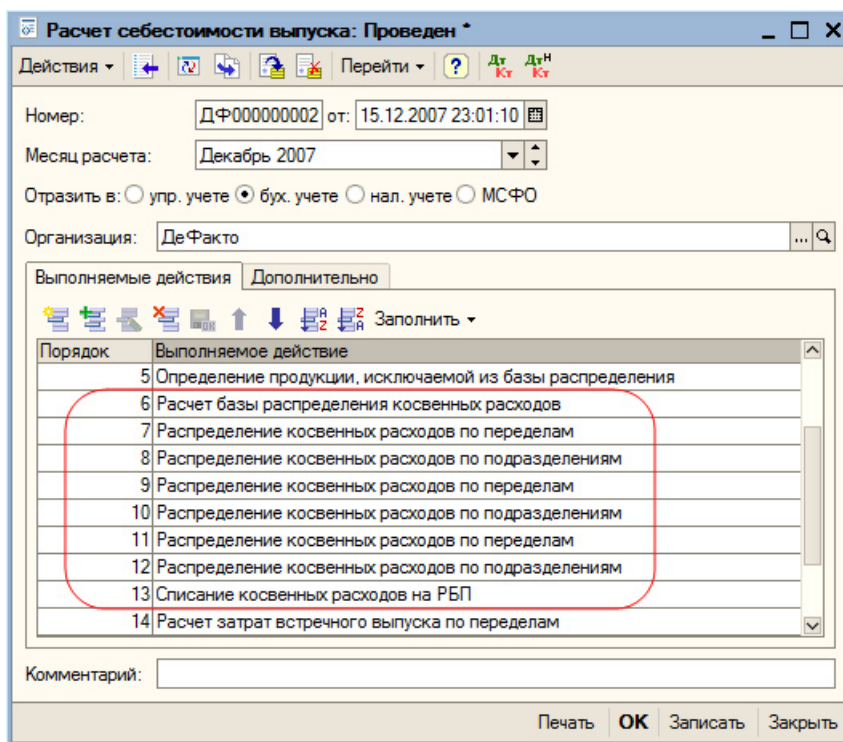 Расчет себестоимости выпуска: Проведен *
Действия Перейти ? Дт Кт ДтН Кт
Номер: ДФ000000002 от: 15.12.2007 23:01:10
Месяц расчета: Декабрь 2007
Отразить в: упр. учете бух. учете нал. учете МСФО
Организация: ДеФакто ...
Выполняемые действия Дополнительно
Заполнить
Порядок Выполняемое действие
5 Определение продукции, исключаемой из базы распределения
6 Расчет базы распределения косвенных расходов
7 Распределение косвенных расходов по переделам
8 Распределение косвенных расходов по подразделениям
9 Распределение косвенных расходов по переделам
10 Распределение косвенных расходов по подразделениям
11 Распределение косвенных расходов по переделам
12 Распределение косвенных расходов по подразделениям
13 Списание косвенных расходов на РБП
14 Расчет затрат встречного выпуска по переделам
Комментарий:
Печать OK Записать Закрыть